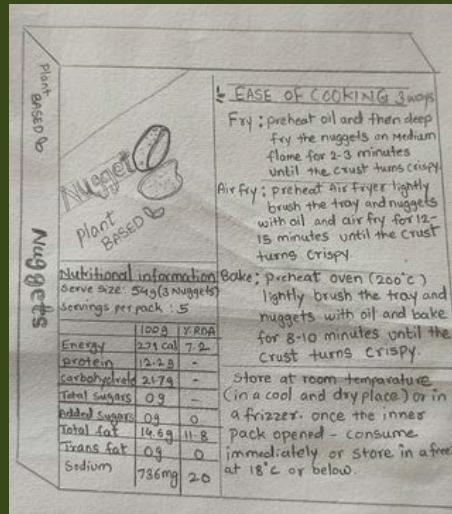 Plant
BASED
Nuggets
Nugget
Plant
BASED
EASE OF COOKING 3 ways
Fry : preheat oil and then deep
fry the nuggets on Medium
flame for 2-3 minutes
until the crust turns crispy.
Air fry : preheat Air fryer lightly
brush the tray and nuggets
with oil and air fry for 12-
15 minutes until the crust
turns crispy
Bake : preheat oven (200°c)
lightly brush the tray and
nuggets with oil and bake
for 8-10 minutes until the
crust turns crispy.
Store at room temparature
(in a cool and dry place) or in
a frizzer. once the inner
pack opened - consume
immediately or store in a free
at 18°c or below.
Nutritional information
Serve size: 54g (3 Nuggets)
Servings per pack : 5
100g %RDA
Energy 279 cal 7.2
protein 12.2g -
carbohydrate 21.7g -
Total sugars 0g -
Added sugars 0g 0
Total fat 14.6g 11.8
Trans fat 0g 0
Sodium 736mg 20